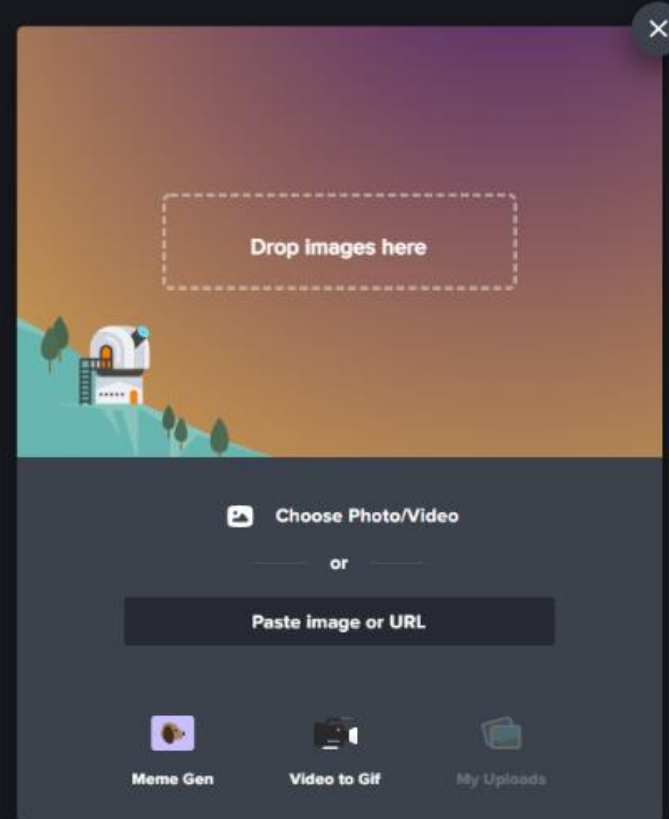 Drop images here
Choose Photo/Video
or
Paste image or URL
Meme Gen
Video to Gif
My Uploads